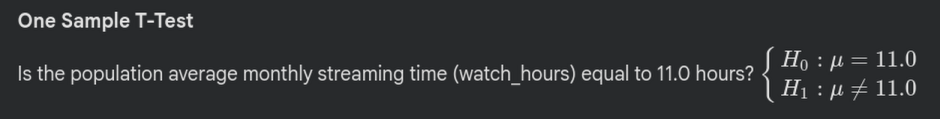 One Sample T-Test
Is the population average monthly streaming time (watch_hours) equal to 11.0 hours? { H₀ : μ = 11.0
H₁ : μ ≠ 11.0